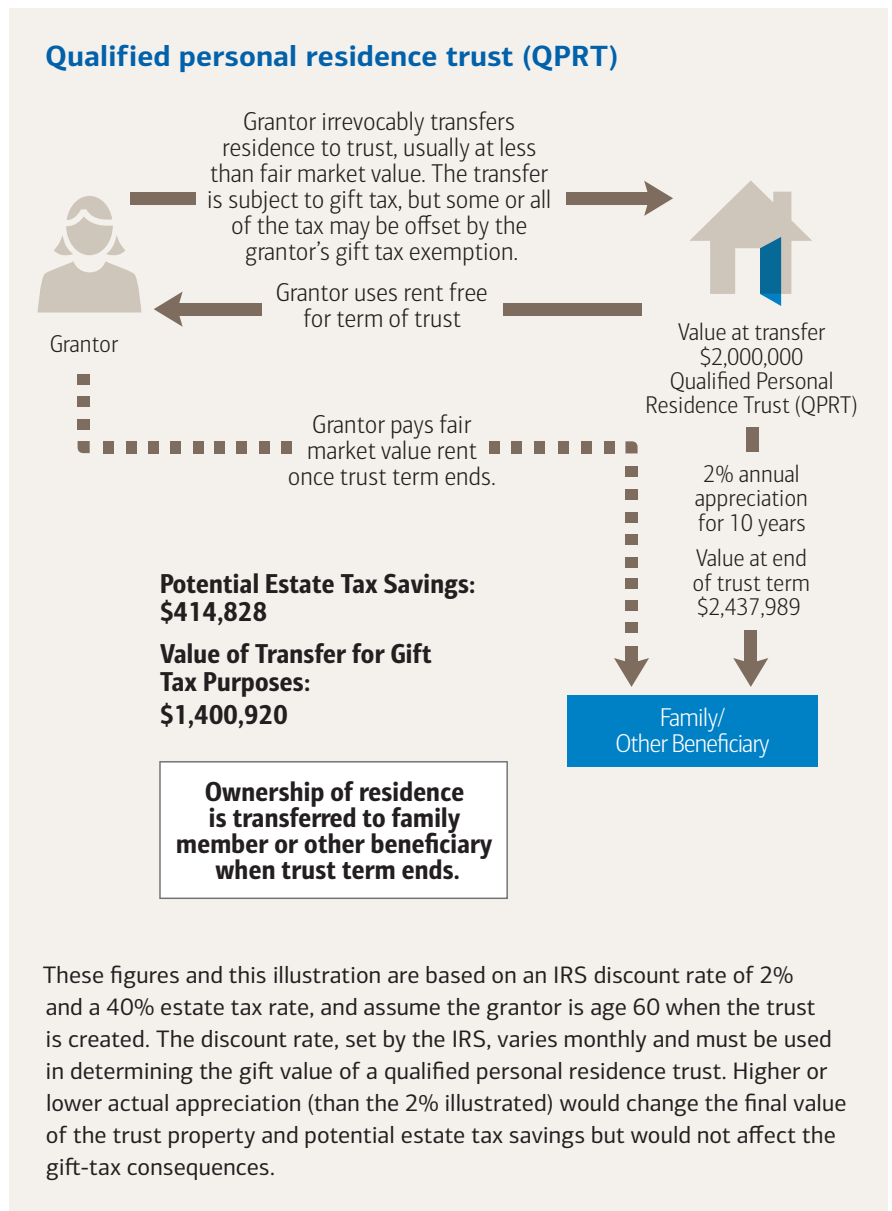 Qualified personal residence trust (QPRT)
Grantor irrevocably transfers
residence to trust, usually at less
than fair market value. The transfer
is subject to gift tax, but some or all
of the tax may be offset by the
grantor's gift tax exemption.
Grantor uses rent free
for term of trust
Grantor
Value at transfer
$2,000,000
Qualified Personal
Residence Trust (QPRT)
Grantor pays fair
market value rent
once trust term ends.
2% annual
appreciation
for 10 years
Value at end
of trust term
$2,437,989
Potential Estate Tax Savings:
$414,828
Value of Transfer for Gift
Tax Purposes:
$1,400,920
Family/
Other Beneficiary
Ownership of residence
is transferred to family
member or other beneficiary
when trust term ends.
These figures and this illustration are based on an IRS discount rate of 2%
and a 40% estate tax rate, and assume the grantor is age 60 when the trust
is created. The discount rate, set by the IRS, varies monthly and must be used
in determining the gift value of a qualified personal residence trust. Higher or
lower actual appreciation (than the 2% illustrated) would change the final value
of the trust property and potential estate tax savings but would not affect the
gift-tax consequences.